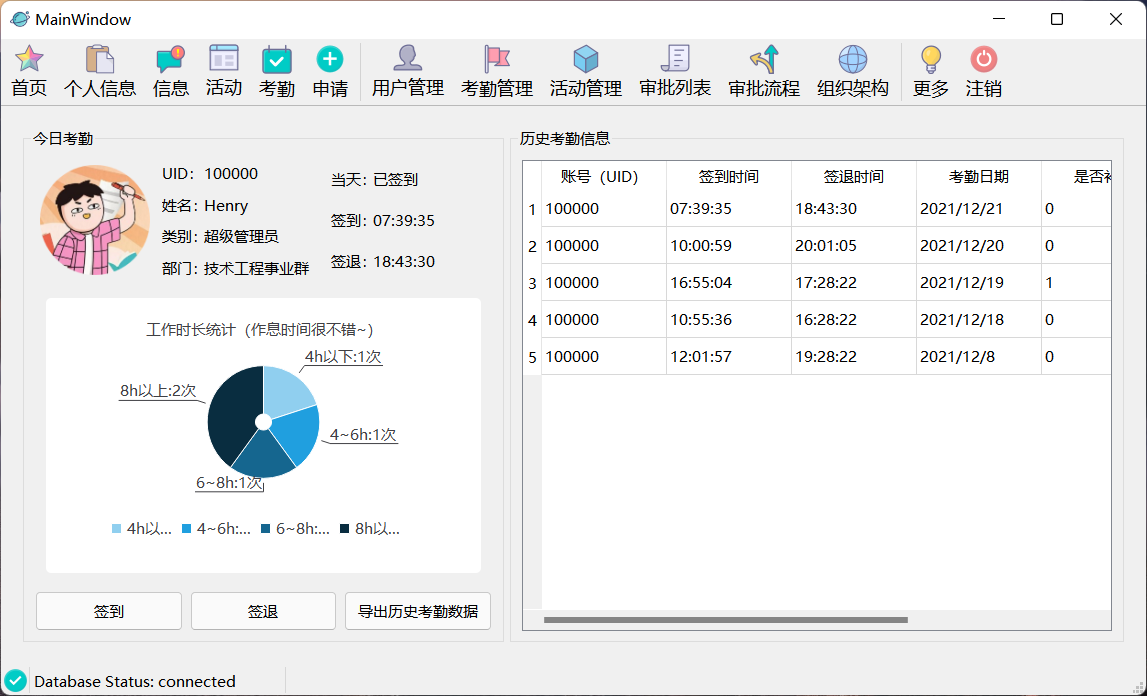 MainWindow
首页 个人信息 信息 活动 考勤 申请 用户管理 考勤管理 活动管理 审批列表 审批流程 组织架构 更多 注销
今日考勤
UID：100000
姓名：Henry
类别：超级管理员
部门：技术工程事业群
当天：已签到
签到：07:39:35
签退：18:43:30
工作时长统计（作息时间很不错~）
4h以下:1次
8h以上:2次
4~6h:1次
6~8h:1次
4h以... 4~6h:... 6~8h:... 8h以...
签到 签退 导出历史考勤数据
历史考勤信息
账号（UID） 签到时间 签退时间 考勤日期 是否
1 100000 07:39:35 18:43:30 2021/12/21 0
2 100000 10:00:59 20:01:05 2021/12/20 0
3 100000 16:55:04 17:28:22 2021/12/19 1
4 100000 10:55:36 16:28:22 2021/12/18 0
5 100000 12:01:57 19:28:22 2021/12/8 0
Database Status: connected